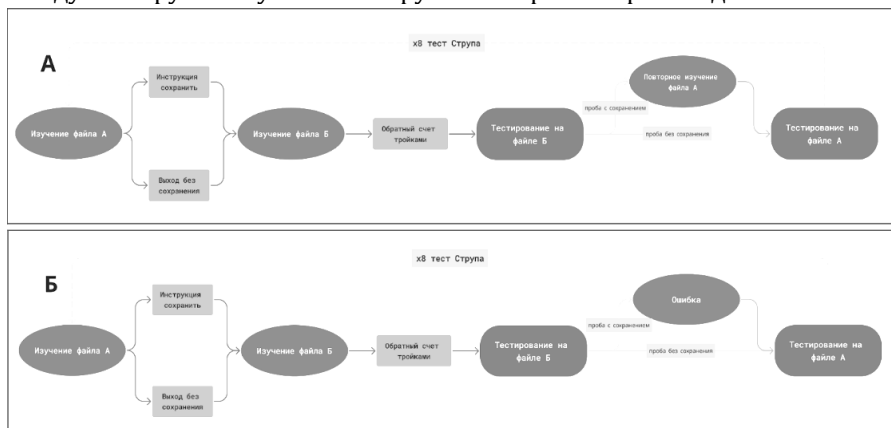 x8 тест Струпа
А
Изучение файла А
Инструкция
сохранить
Выход без
сохранения
Изучение файла Б
Обратный счет
тройками
Тестирование на
файле Б
проба с сохранением
проба без сохранения
Повторное изучение
файла А
Тестирование на
файле А
x8 тест Струпа
Б
Изучение файла А
Инструкция
сохранить
Выход без
сохранения
Изучение файла Б
Обратный счет
тройками
Тестирование на
файле Б
проба с сохранением
проба без сохранения
Ошибка
Тестирование на
файле А